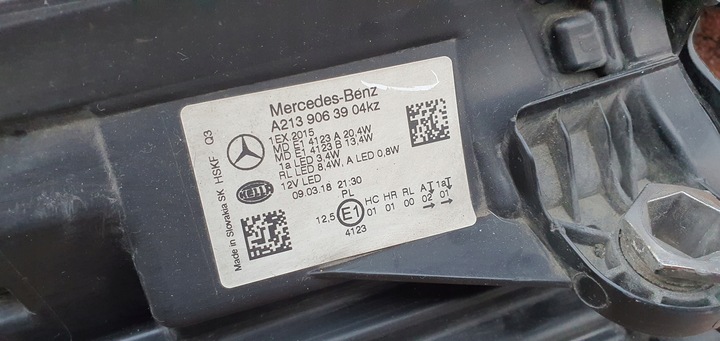 Mercedes-Benz
A213 906 39 04kz
1EX 2015
MD E1 4123 A 20,4W
MD E1 4123 B 13,4W
1a LED 3,4W
RL LED 8,4W, A LED 0,8W
12V LED
09.03.18 21:30
PL
HC HR RL A 1a
12,5 E1 01 01 00 02 01
4123
HELLA
Made in Slovakia SK HSKF Q3